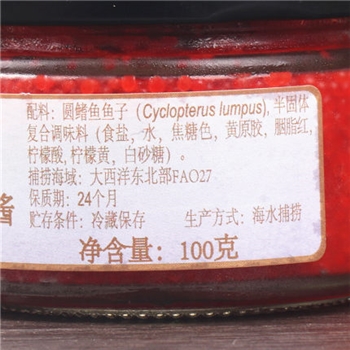 配料：圆鳍鱼鱼子（Cyclopterus lumpus），半固体
复合调味料（食盐，水，焦糖色，黄原胶，胭脂红，
柠檬酸，柠檬黄，白砂糖）。
捕捞海域：大西洋东北部FAO27
酱
保质期：24个月
贮存条件：冷藏保存 生产方式：海水捕捞
净含量：100克